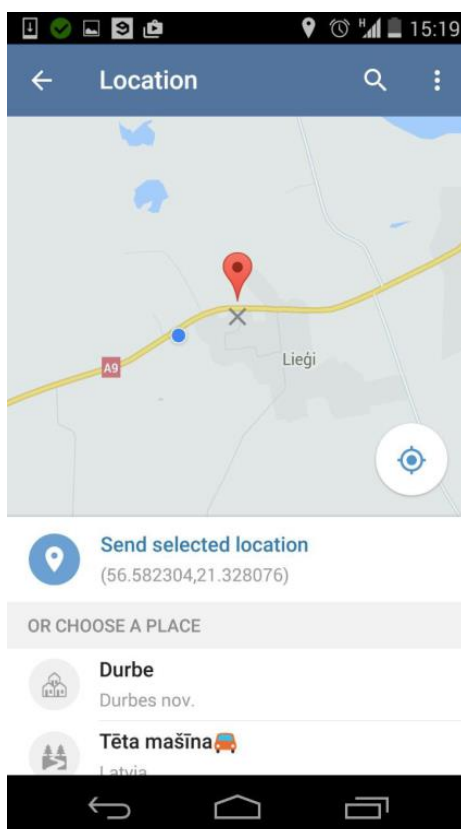 15:19
Location
A9
Lieģi
Send selected location
(56.582304,21.328076)
OR CHOOSE A PLACE
Durbe
Durbes nov.
Tēta mašīna🚘
Latvia